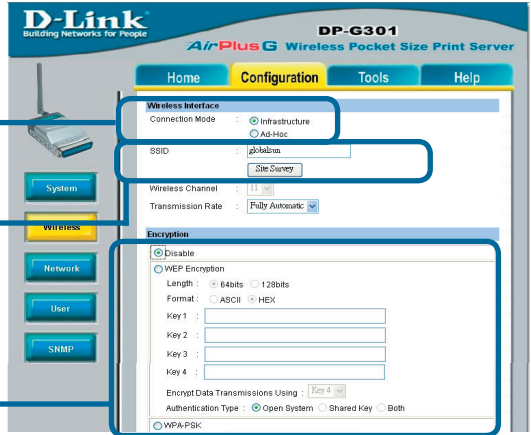 D-Link
Building Networks for People
DP-G301
AirPlus G Wireless Pocket Size Print Server
Home Configuration Tools Help
Wireless Interface
Connection Mode : Infrastructure
Ad-Hoc
SSID : globalsun
Site Survey
Wireless Channel : 11
Transmission Rate : Fully Automatic
System
Wireless
Network
User
SNMP
Encryption
Disable
WEP Encryption
Length : 64bits 128bits
Format : ASCII HEX
Key 1 :
Key 2 :
Key 3 :
Key 4 :
Encrypt Data Transmissions Using : Key 4
Authentication Type : Open System Shared Key Both
WPA-PSK